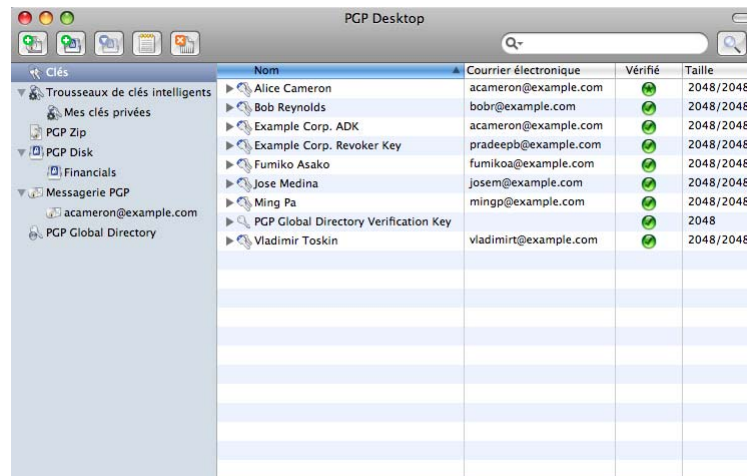 PGP Desktop
Clés
Trousseaux de clés intelligents
Mes clés privées
PGP Zip
PGP Disk
Financials
Messagerie PGP
acameron@example.com
PGP Global Directory
Nom Courrier électronique Vérifié Taille
Alice Cameron acameron@example.com 2048/2048
Bob Reynolds bobr@example.com 2048/2048
Example Corp. ADK acameron@example.com 2048/2048
Example Corp. Revoker Key pradeepb@example.com 2048/2048
Fumiko Asako fumikoa@example.com 2048/2048
Jose Medina josem@example.com 2048/2048
Ming Pa mingp@example.com 2048/2048
PGP Global Directory Verification Key 2048
Vladimir Toskin vladimirt@example.com 2048/2048